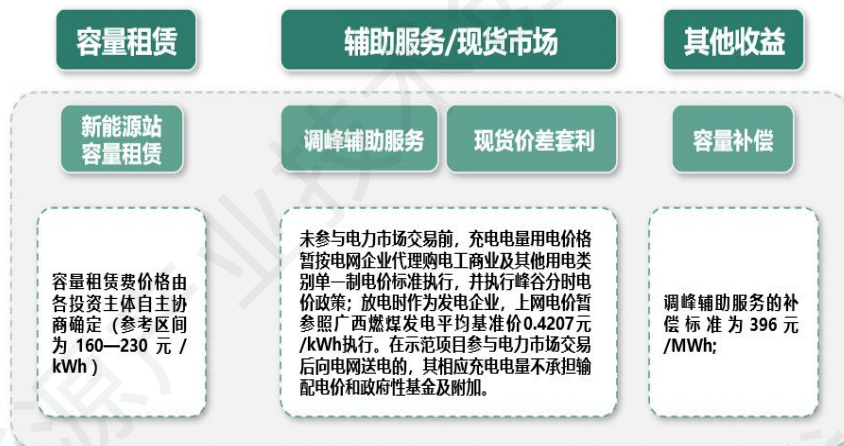 容量租赁
辅助服务/现货市场
其他收益
新能源站
容量租赁
调峰辅助服务
现货价差套利
容量补偿
容量租赁费价格由
各投资主体自主协
商确定（参考区间
为 160—230 元 /
kWh）
未参与电力市场交易前，充电电量用电价格
暂按电网企业代理购电工商业及其他用电类
别单一制电价标准执行，并执行峰谷分时电
价政策；放电时作为发电企业，上网电价暂
参照广西燃煤发电平均基准价0.4207元
/kWh执行。在示范项目参与电力市场交易
后向电网送电的，其相应充电电量不承担输
配电价和政府性基金及附加。
调峰辅助服务的补
偿标准为396元
/MWh;